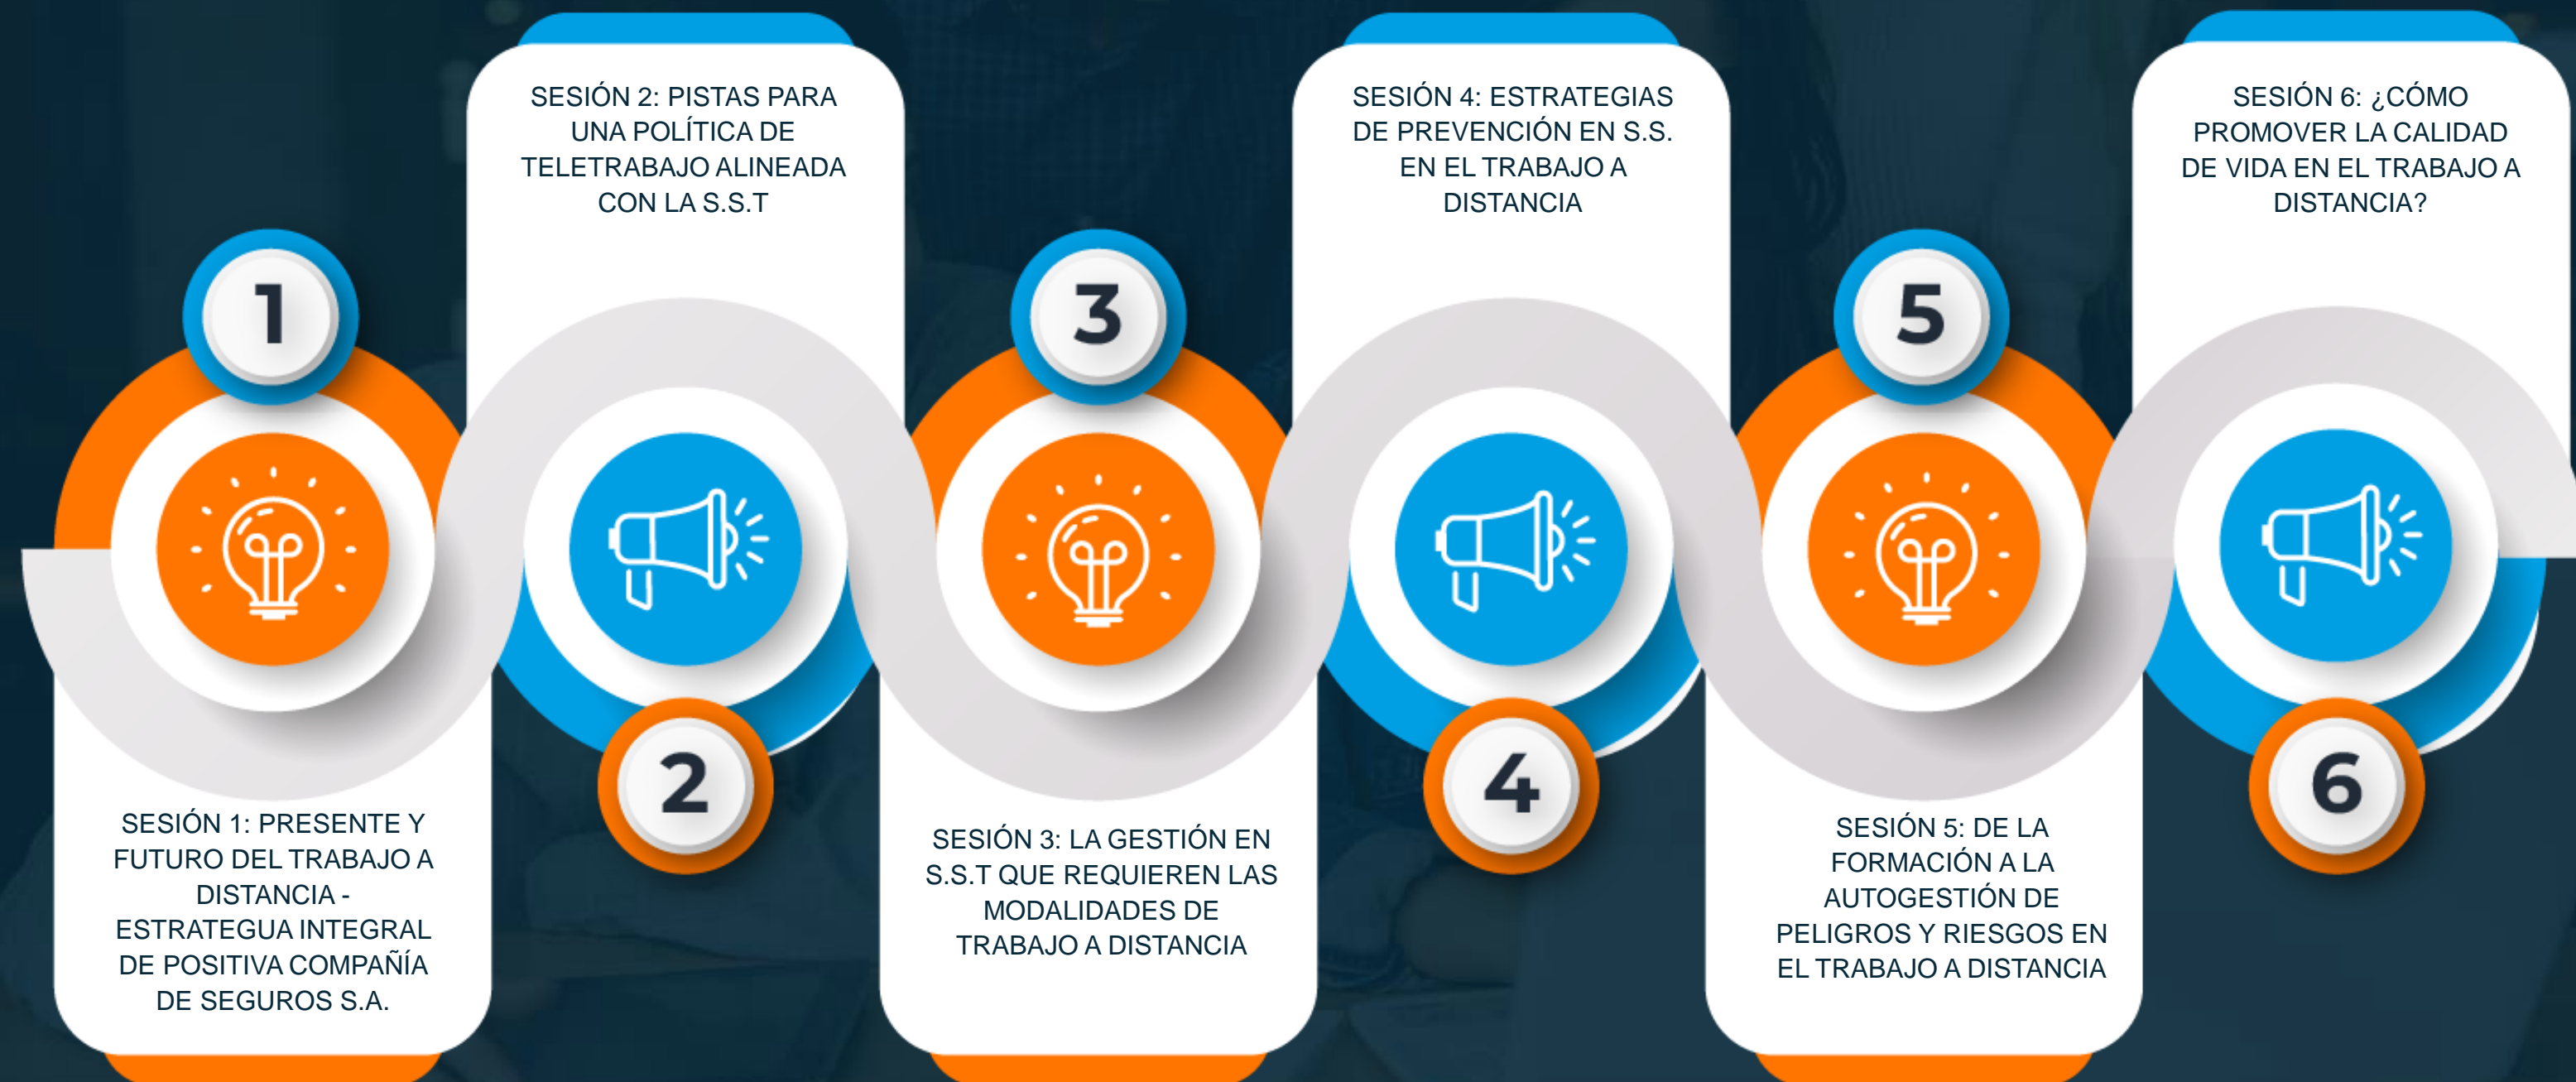 1
SESIÓN 1: PRESENTE Y
FUTURO DEL TRABAJO A
DISTANCIA -
ESTRATEGUA INTEGRAL
DE POSITIVA COMPAÑÍA
DE SEGUROS S.A.
SESIÓN 2: PISTAS PARA
UNA POLÍTICA DE
TELETRABAJO ALINEADA
CON LA S.S.T
2
3
SESIÓN 3: LA GESTIÓN EN
S.S.T QUE REQUIEREN LAS
MODALIDADES DE
TRABAJO A DISTANCIA
SESIÓN 4: ESTRATEGIAS
DE PREVENCIÓN EN S.S.
EN EL TRABAJO A
DISTANCIA
4
5
SESIÓN 5: DE LA
FORMACIÓN A LA
AUTOGESTIÓN DE
PELIGROS Y RIESGOS EN
EL TRABAJO A DISTANCIA
SESIÓN 6: ¿CÓMO
PROMOVER LA CALIDAD
DE VIDA EN EL TRABAJO A
DISTANCIA?
6